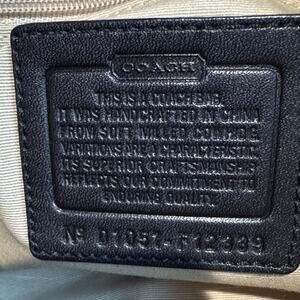 COACH
THIS IS A COACH BAG.
IT WAS HANDCRAFTED IN CHINA
FROM SOFT MILLED COWHIDE.
VARIATIONS ARE A CHARACTERISTIC.
ITS SUPERIOR CRAFTSMANSHIP
REFLECTS OUR COMMITMENT TO
ENDURING QUALITY.
Nº D1057-F12339